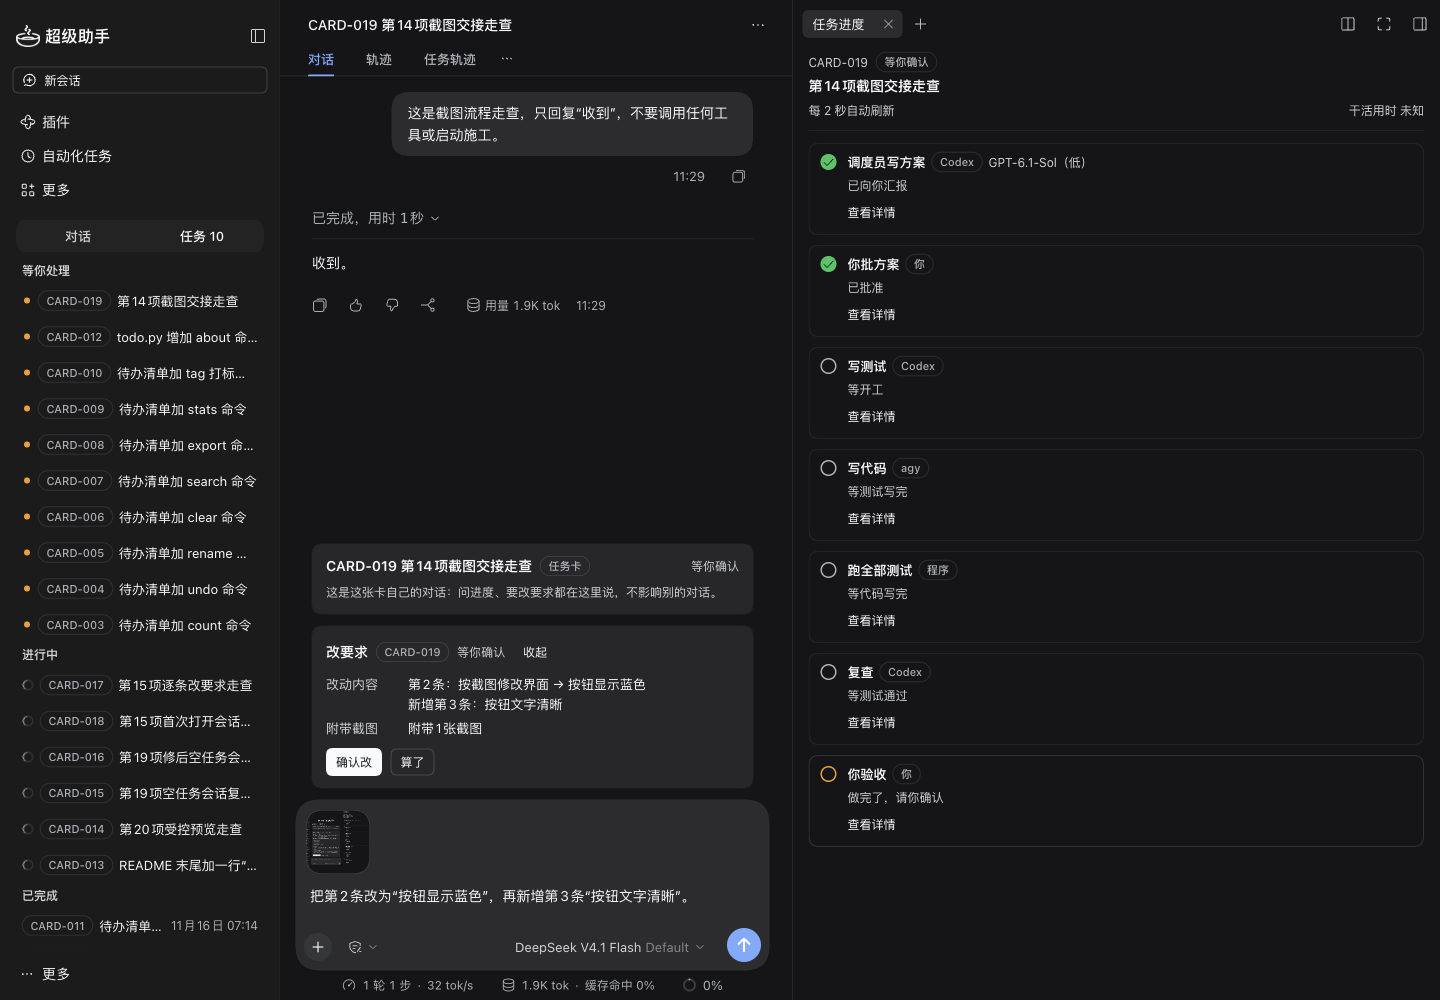 超级助手
新会话
插件
自动化任务
更多
对话
任务 10
等你处理
CARD-019 第14项截图交接走查
CARD-012 todo.py 增加 about 命...
CARD-010 待办清单加 tag 打标...
CARD-009 待办清单加 stats 命令
CARD-008 待办清单加 export 命...
CARD-007 待办清单加 search 命令
CARD-006 待办清单加 clear 命令
CARD-005 待办清单加 rename ...
CARD-004 待办清单加 undo 命令
CARD-003 待办清单加 count 命令
进行中
CARD-017 第15项逐条改要求走查
CARD-018 第15项首次打开会话...
CARD-016 第19项修后空任务会...
CARD-015 第19项空任务会话复...
CARD-014 第20项受控预览走查
CARD-013 README 末尾加一行“...
已完成
CARD-011 待办清单... 11月16日 07:14
... 更多
CARD-019 第14项截图交接走查
对话 轨迹 任务轨迹 ...
这是截图流程走查，只回复“收到”，不要调用任何工
具或启动施工。
11:29
已完成，用时 1秒
收到。
用量 1.9K tok 11:29
CARD-019 第14项截图交接走查 任务卡 等你确认
这是这张卡自己的对话：问进度、要改要求都在这里说，不影响别的对话。
改要求 CARD-019 等你确认 收起
改动内容 第2条：按截图修改界面 → 按钮显示蓝色
新增第3条：按钮文字清晰
附带截图 附带1张截图
确认改 算了
把第2条改为“按钮显示蓝色”，再新增第3条“按钮文字清晰”。
DeepSeek V4.1 Flash Default
1 轮 1 步 · 32 tok/s 1.9K tok · 缓存命中 0% 0%
任务进度
CARD-019 等你确认
第14项截图交接走查
每 2 秒自动刷新 干活用时 未知
调度员写方案 Codex GPT-6.1-Sol（低）
已向你汇报
查看详情
你批方案 你
已批准
查看详情
写测试 Codex
等开工
查看详情
写代码 agy
等测试写完
查看详情
跑全部测试 程序
等代码写完
查看详情
复查 Codex
等测试通过
查看详情
你验收 你
做完了，请你确认
查看详情